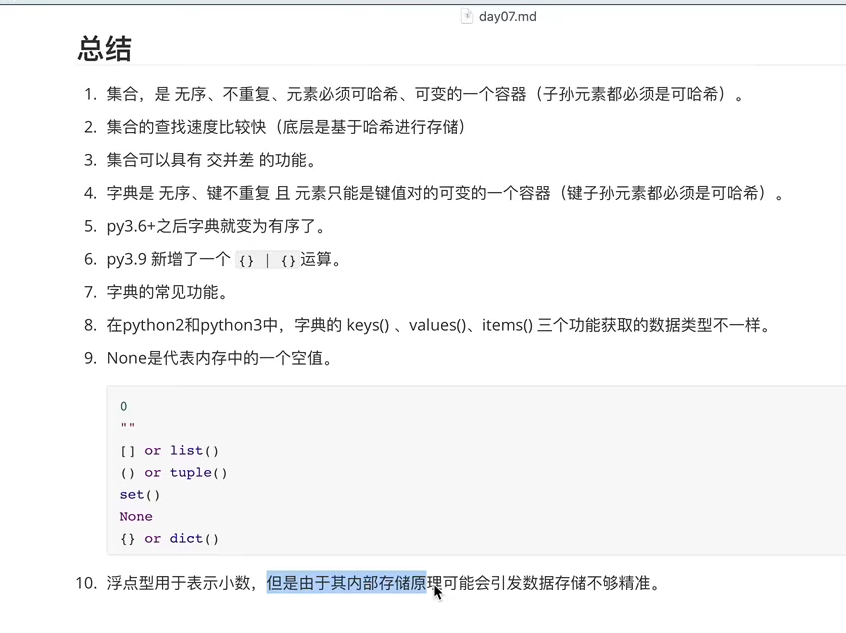 day07.md
总结
1. 集合，是 无序、不重复、元素必须可哈希、可变的一个容器（子孙元素都必须是可哈希）。
2. 集合的查找速度比较快（底层是基于哈希进行存储）
3. 集合可以具有 交并差 的功能。
4. 字典是 无序、键不重复 且 元素只能是键值对的可变的一个容器（键子孙元素都必须是可哈希）。
5. py3.6+之后字典就变为有序了。
6. py3.9 新增了一个 {} | {}运算。
7. 字典的常见功能。
8. 在python2和python3中，字典的 keys() 、values()、items() 三个功能获取的数据类型不一样。
9. None是代表内存中的一个空值。
0
""
[] or list()
() or tuple()
set()
None
{} or dict()
10. 浮点型用于表示小数，但是由于其内部存储原理可能会引发数据存储不够精准。